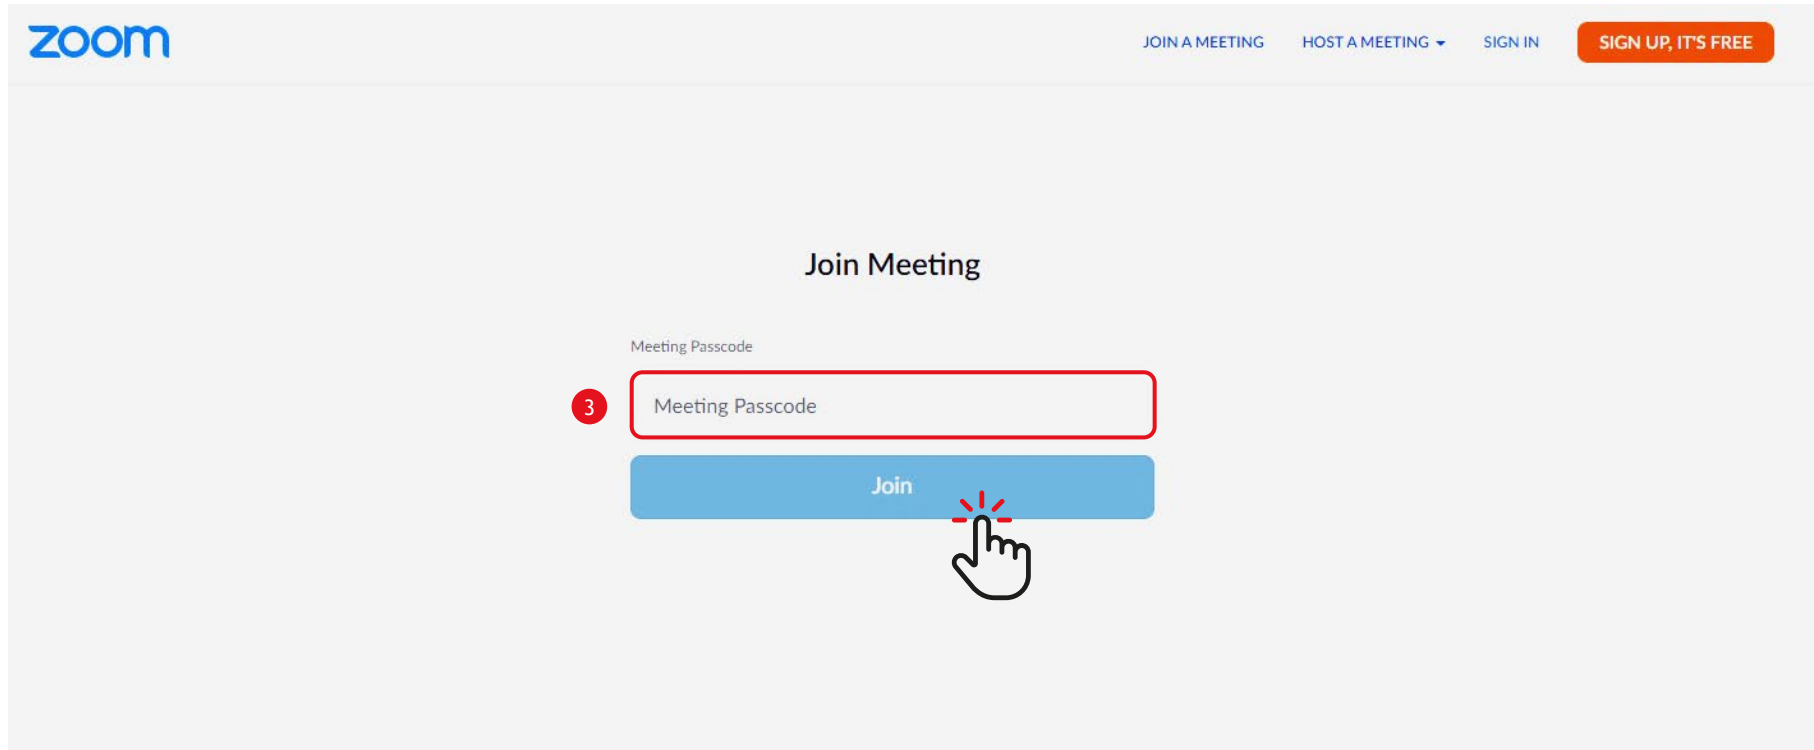 zoom
JOIN A MEETING HOST A MEETING SIGN IN SIGN UP, IT'S FREE
Join Meeting
Meeting Passcode
3 Meeting Passcode
Join